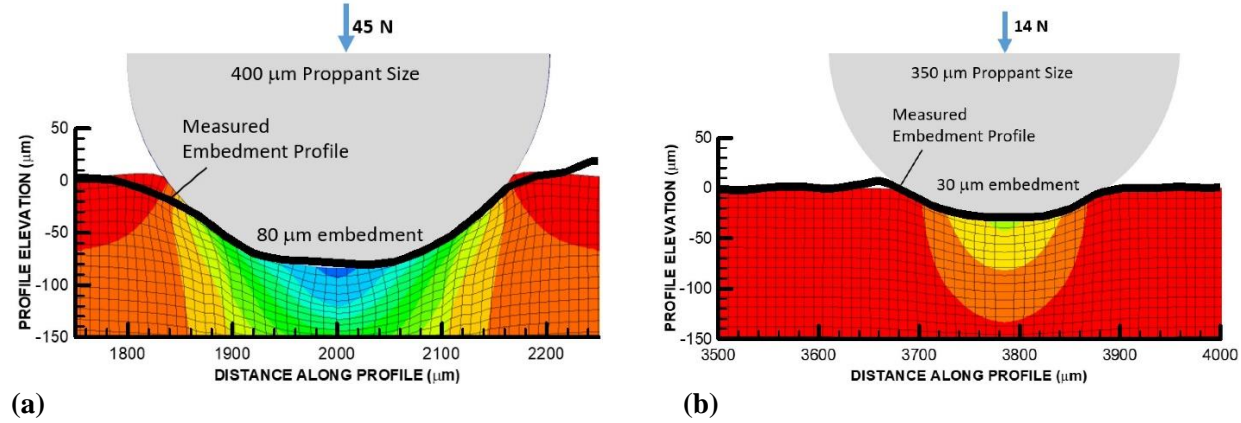 45 N
400 μm Proppant Size
Measured
Embedment Profile
80 μm embedment
PROFILE ELEVATION (μm)
50
0
-50
-100
-150
1800 1900 2000 2100 2200
DISTANCE ALONG PROFILE (μm)
(a)
14 N
350 μm Proppant Size
Measured
Embedment Profile
30 μm embedment
PROFILE ELEVATION (μm)
50
0
-50
-100
-150
3500 3600 3700 3800 3900 4000
DISTANCE ALONG PROFILE (μm)
(b)